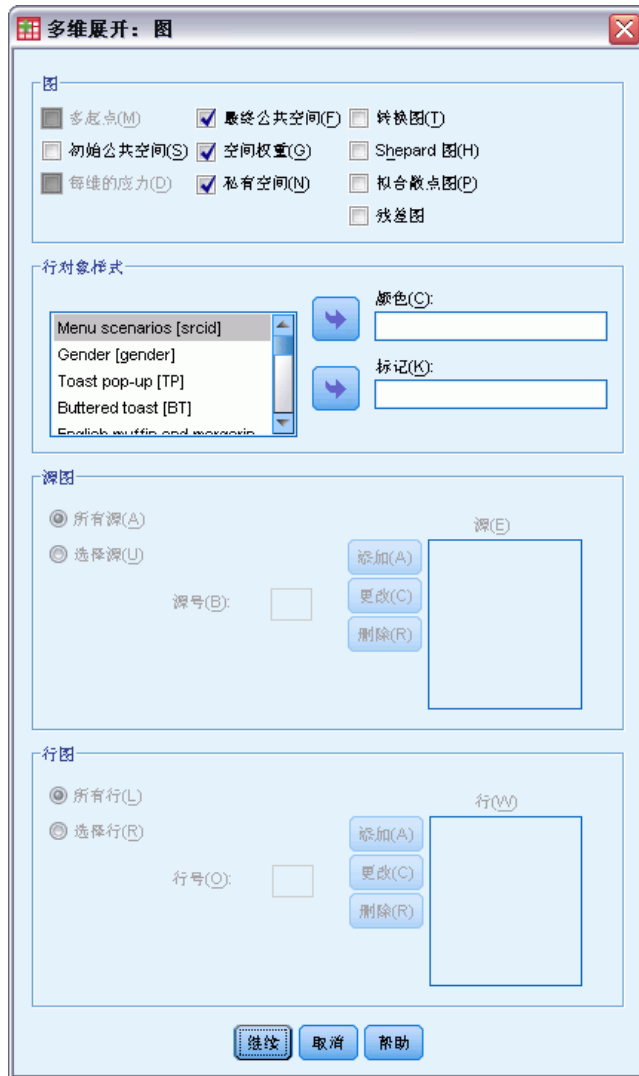 多维展开: 图
图
多起点(M)
最终公共空间(F)
转换图(T)
初始公共空间(S)
空间权重(G)
Shepard 图(H)
每维的应力(D)
私有空间(N)
拟合散点图(P)
残差图
行对象样式
Menu scenarios [srcid]
Gender [gender]
Toast pop-up [TP]
Buttered toast [BT]
English muffin and margarin
颜色(C):
标记(K):
源图
所有源(A)
选择源(U)
源号(B):
源(E)
添加(A)
更改(C)
删除(R)
行图
所有行(L)
选择行(R)
行号(O):
行(W)
添加(A)
更改(C)
删除(R)
继续
取消
帮助